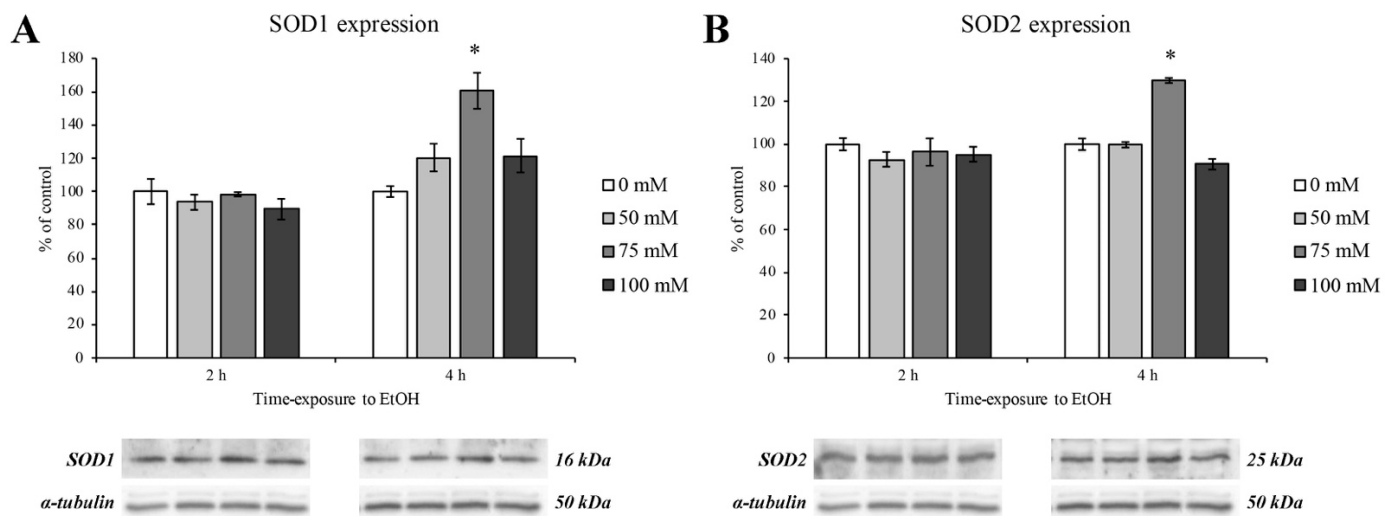 A
SOD1 expression
*
180
160
140
120
100
80
60
40
20
0
% of control
2 h
4 h
Time-exposure to EtOH
0 mM
50 mM
75 mM
100 mM
SOD1
16 kDa
α-tubulin
50 kDa
B
SOD2 expression
*
140
120
100
80
60
40
20
0
% of control
2 h
4 h
Time-exposure to EtOH
0 mM
50 mM
75 mM
100 mM
SOD2
25 kDa
α-tubulin
50 kDa